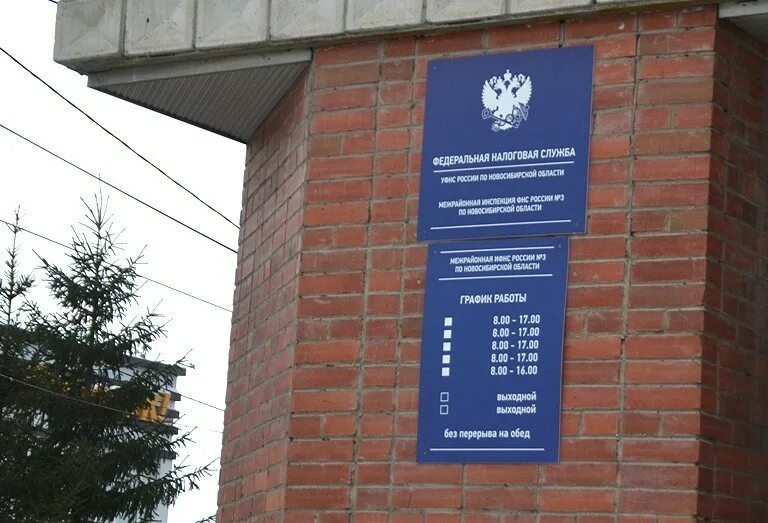 ФЕДЕРАЛЬНАЯ НАЛОГОВАЯ СЛУЖБА
УФНС РОССИИ ПО НОВОСИБИРСКОЙ ОБЛАСТИ
МЕЖРАЙОННАЯ ИНСПЕКЦИЯ ФНС РОССИИ №3
ПО НОВОСИБИРСКОЙ ОБЛАСТИ
МЕЖРАЙОННАЯ ИФНС РОССИИ №3
ПО НОВОСИБИРСКОЙ ОБЛАСТИ
ГРАФИК РАБОТЫ
8.00 - 17.00
8.00 - 17.00
8.00 - 17.00
8.00 - 17.00
8.00 - 16.00
ВЫХОДНОЙ
ВЫХОДНОЙ
БЕЗ ПЕРЕРЫВА НА ОБЕД